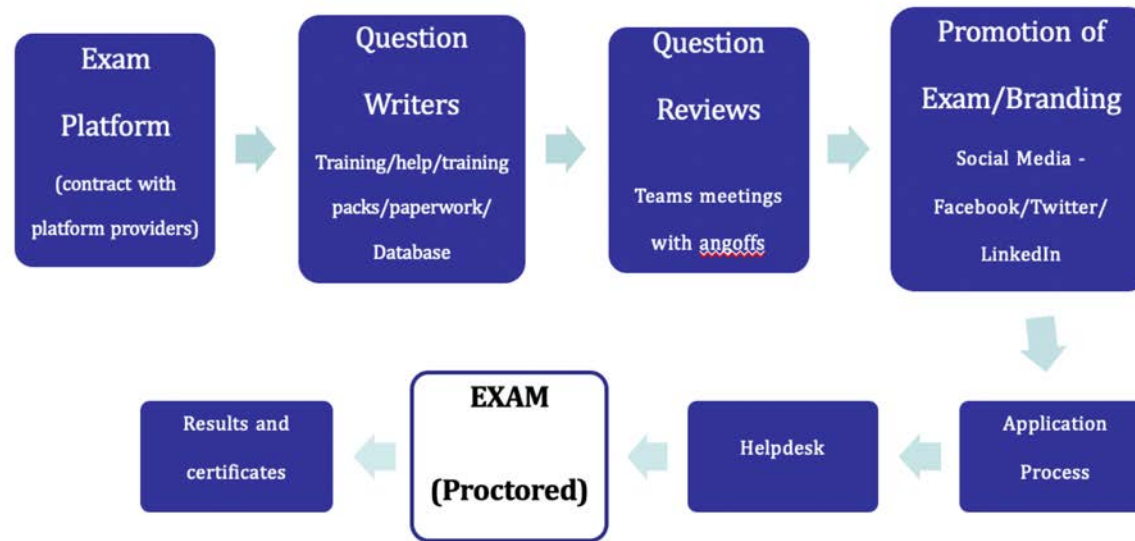 Exam
Platform
(contract with
platform providers)
Question
Writers
Training/help/training
packs/paperwork/
Database
Question
Reviews
Teams meetings
with angoffs
Promotion of
Exam/Branding
Social Media -
Facebook/Twitter/
LinkedIn
Application
Process
Helpdesk
EXAM
(Proctored)
Results and
certificates